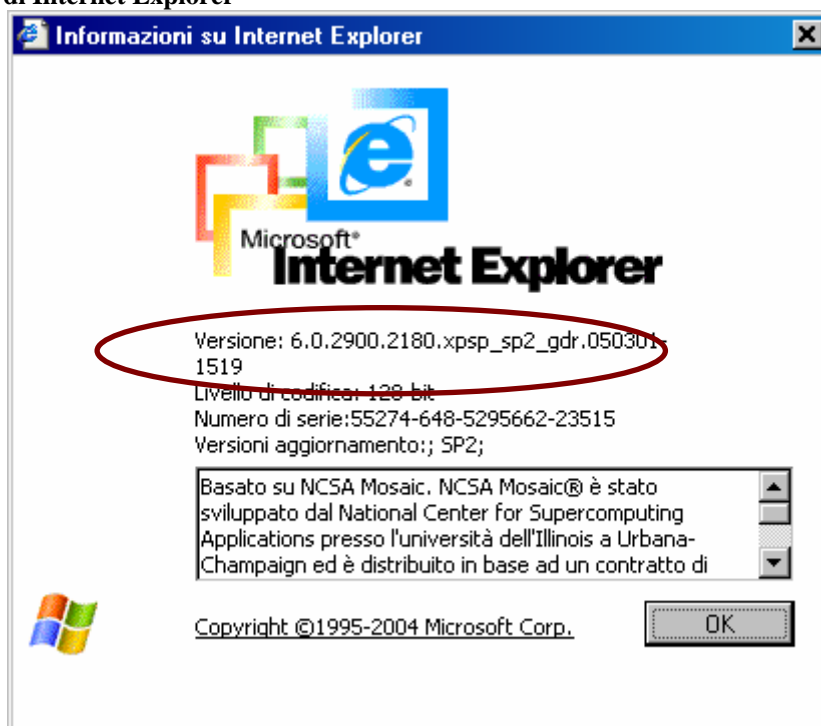 di Internet Explorer
Informazioni su Internet Explorer
Microsoft®
Internet Explorer
Versione: 6.0.2900.2180.xpsp_sp2_gdr.050301-
1519
Livello di codifica: 128-bit
Numero di serie:55274-648-5295662-23515
Versioni aggiornamento:; SP2;
Basato su NCSA Mosaic. NCSA Mosaic® è stato
sviluppato dal National Center for Supercomputing
Applications presso l'università dell'Illinois a Urbana-
Champaign ed è distribuito in base ad un contratto di
Copyright ©1995-2004 Microsoft Corp.
OK